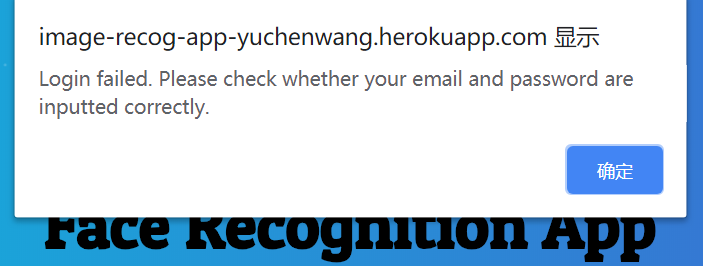 image-recog-app-yuchenwang.herokuapp.com 显示
Login failed. Please check whether your email and password are
inputted correctly.
确定
Face Recognition App